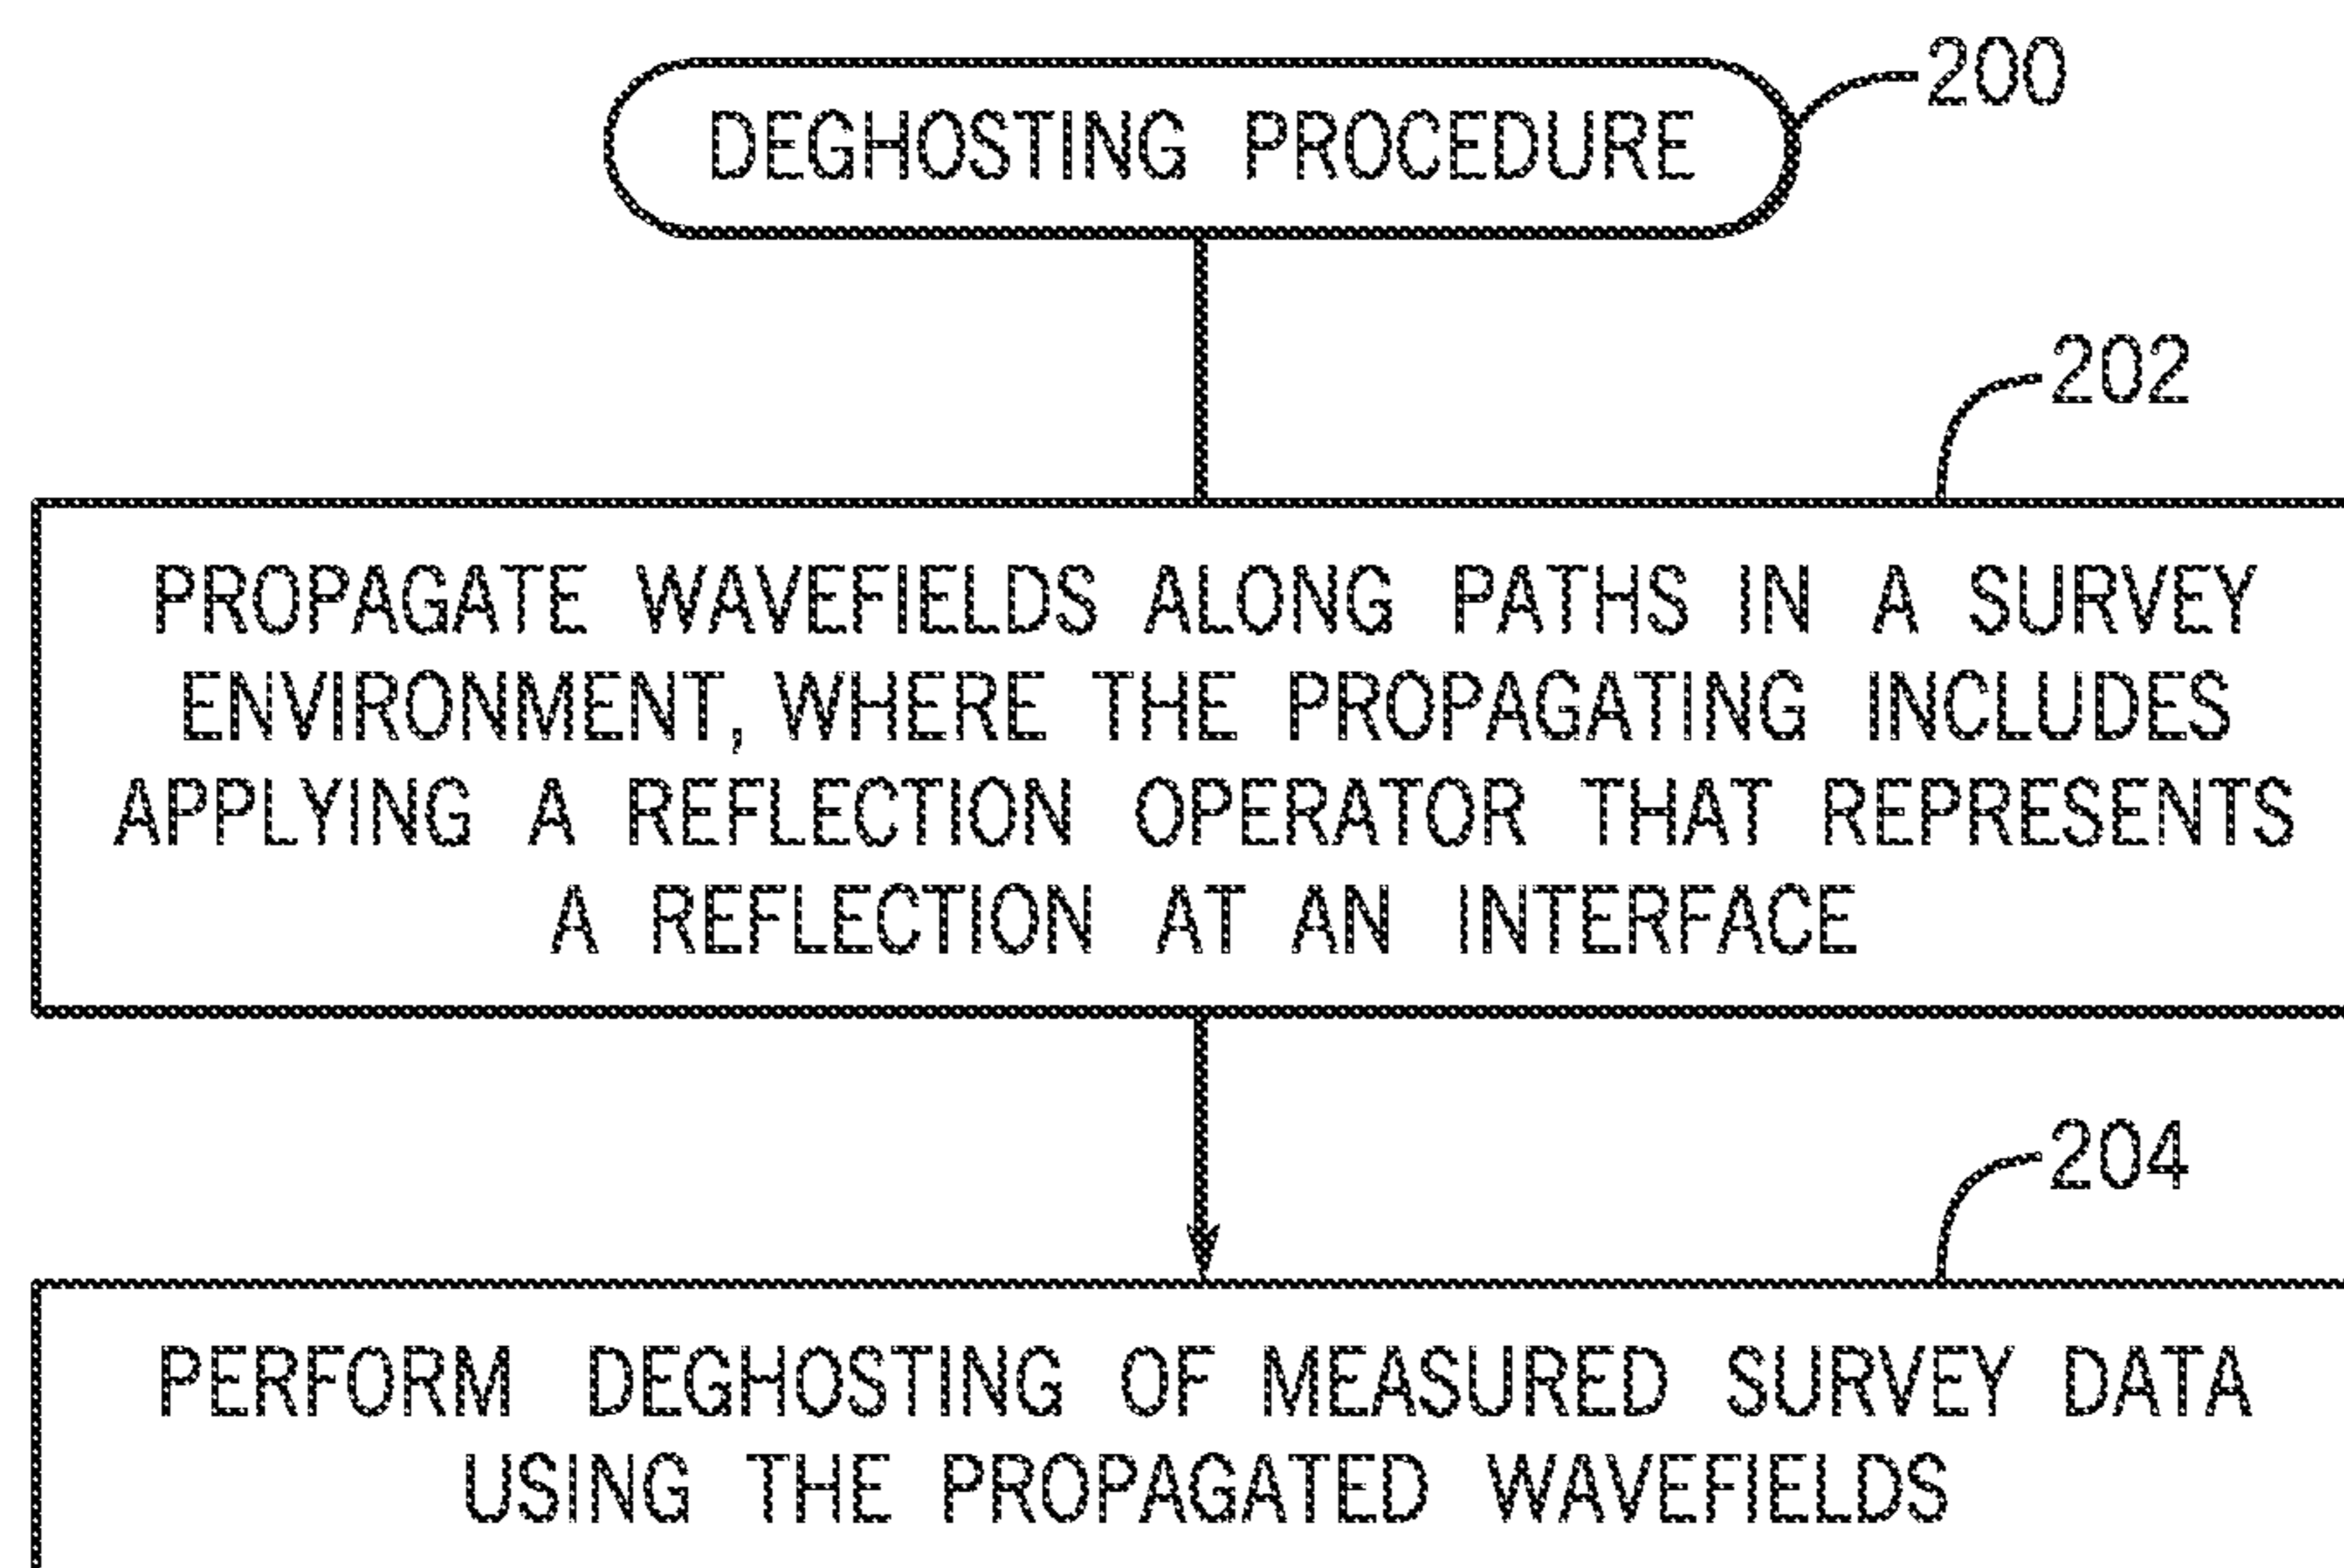 200
DEGHOSTING PROCEDURE
202
PROPAGATE WAVEFIELDS ALONG PATHS IN A SURVEY
ENVIRONMENT, WHERE THE PROPAGATING INCLUDES
APPLYING A REFLECTION OPERATOR THAT REPRESENTS
A REFLECTION AT AN INTERFACE
204
PERFORM DEGHOSTING OF MEASURED SURVEY DATA
USING THE PROPAGATED WAVEFIELDS